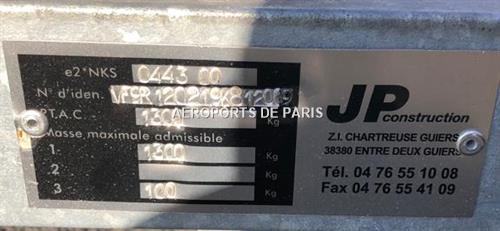 e2*NKS 0443 00
N° d'iden.
AEROPORTS DE PARIS
P.T.A.C. 1300 Kg
Masse maximale admissible
1 1300 Kg
2 Kg
3 100 Kg
JP
construction
Z.I. CHARTREUSE GUIERS
38380 ENTRE DEUX GUIERS
Tél. 04 76 55 10 08
Fax 04 76 55 41 09